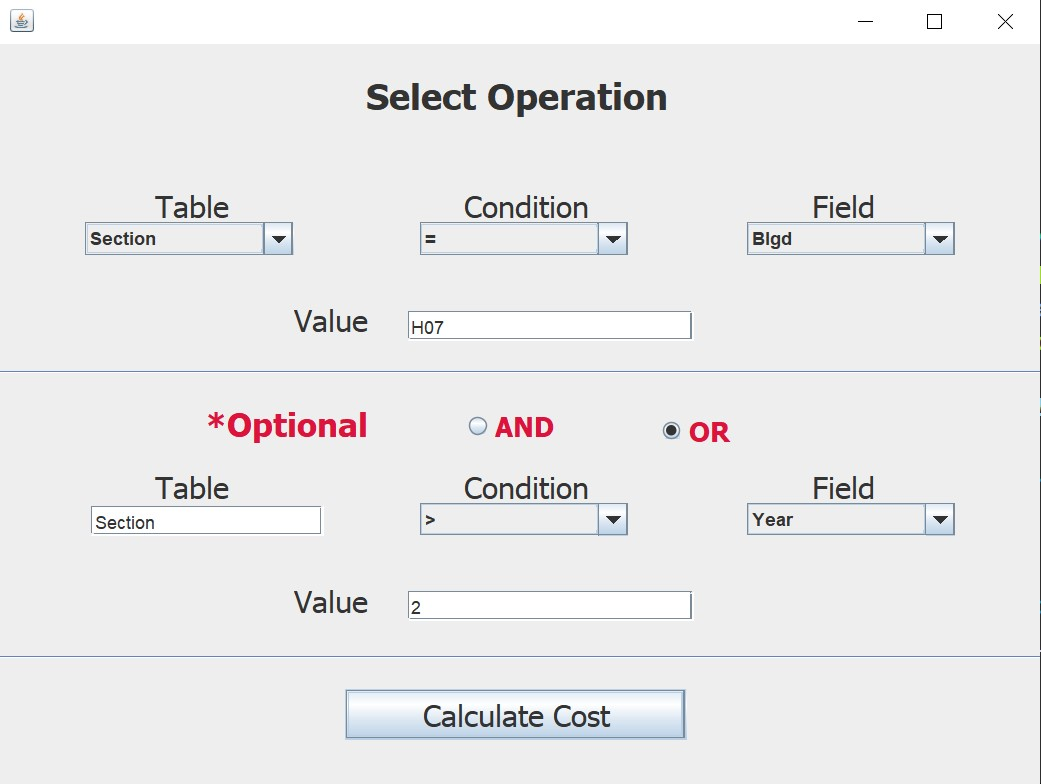 Select Operation
Table Condition Field
Section = Blgd
Value H07
*Optional AND OR
Table Condition Field
Section > Year
Value 2
Calculate Cost